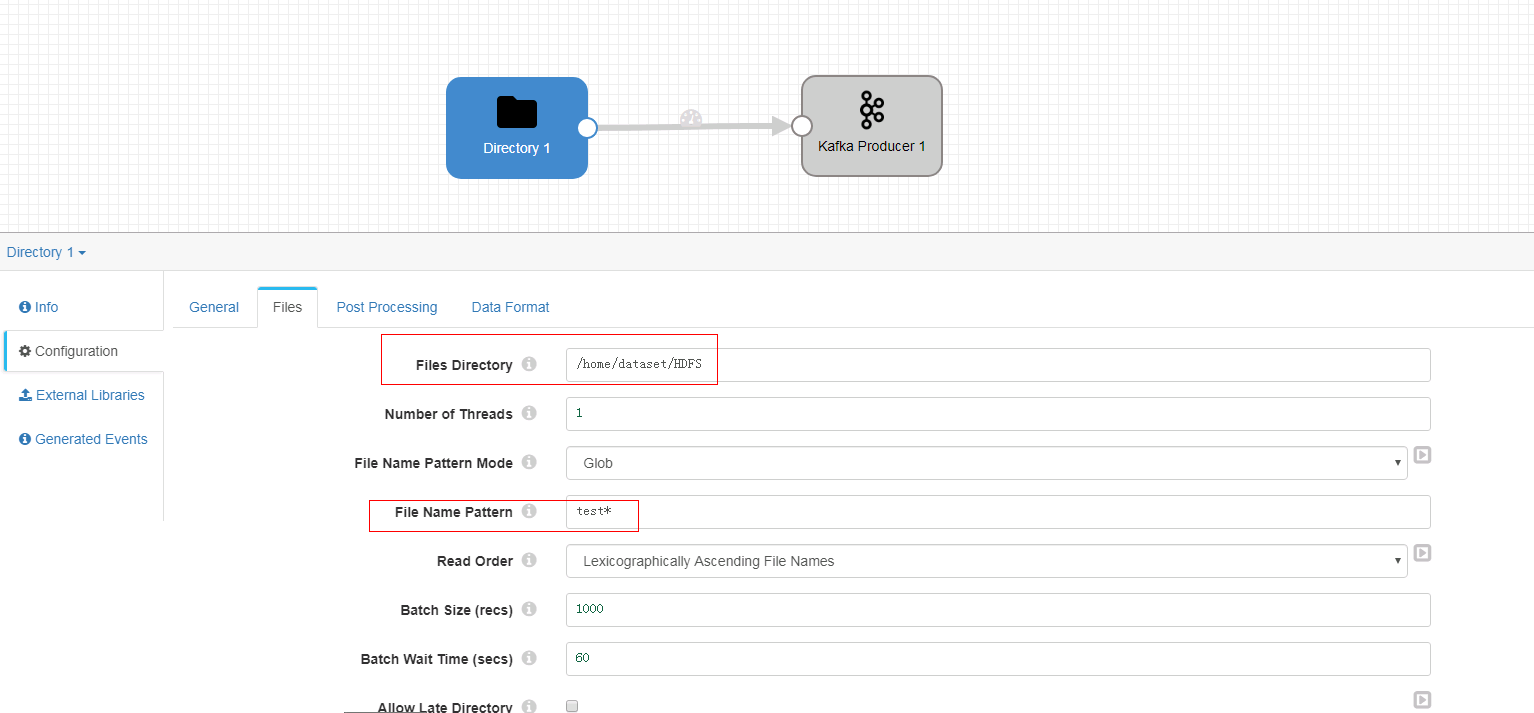 Directory 1
Kafka Producer 1
Directory 1
Info
Configuration
External Libraries
Generated Events
General Files Post Processing Data Format
Files Directory /home/dataset/HDFS
Number of Threads 1
File Name Pattern Mode Glob
File Name Pattern test*
Read Order Lexicographically Ascending File Names
Batch Size (recs) 1000
Batch Wait Time (secs) 60
Allow Late Directory